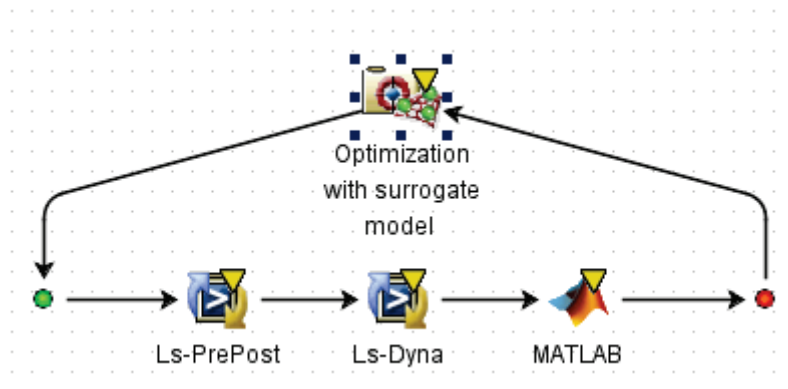 Optimization
with surrogate
model
Ls-PrePost
Ls-Dyna
MATLAB